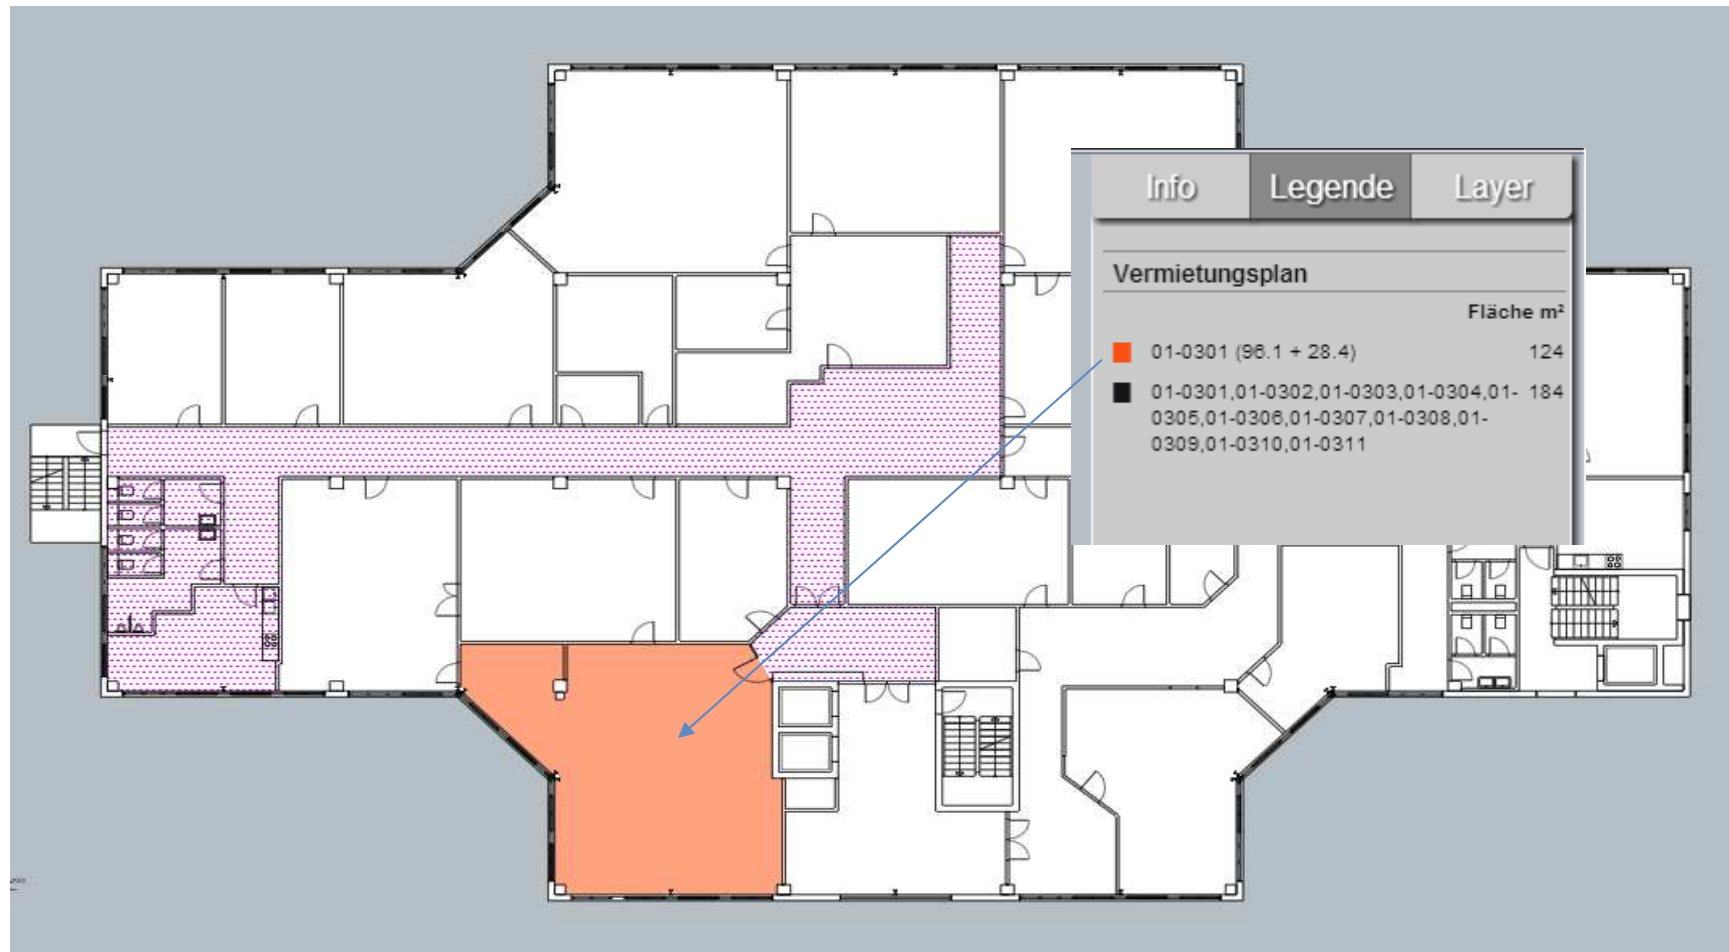 Info Legende Layer
Vermietungsplan
Fläche m²
01-0301 (96.1 + 28.4) 124
01-0301,01-0302,01-0303,01-0304,01- 184
0305,01-0306,01-0307,01-0308,01-
0309,01-0310,01-0311